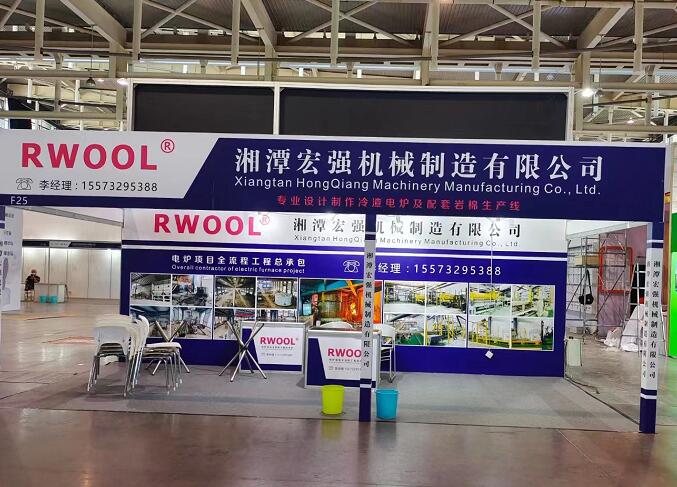 RWOOL®
李经理：15573295388
F25
湘潭宏强机械制造有限公司
Xiangtan HongQiang Machinery Manufacturing Co., Ltd.
专业设计制作冷渣电炉及配套岩棉生产线
RWOOL®
湘潭宏强机械制造有限公司
Xiangtan HongQiang Machinery Manufacturing Co., Ltd.
电炉项目全流程工程总承包
Overall contractor of electric furnace project
经理：15573295388
RWOOL
RWOOL
湘潭宏强机械制造有限公司
湘潭宏强机械制造有限公司